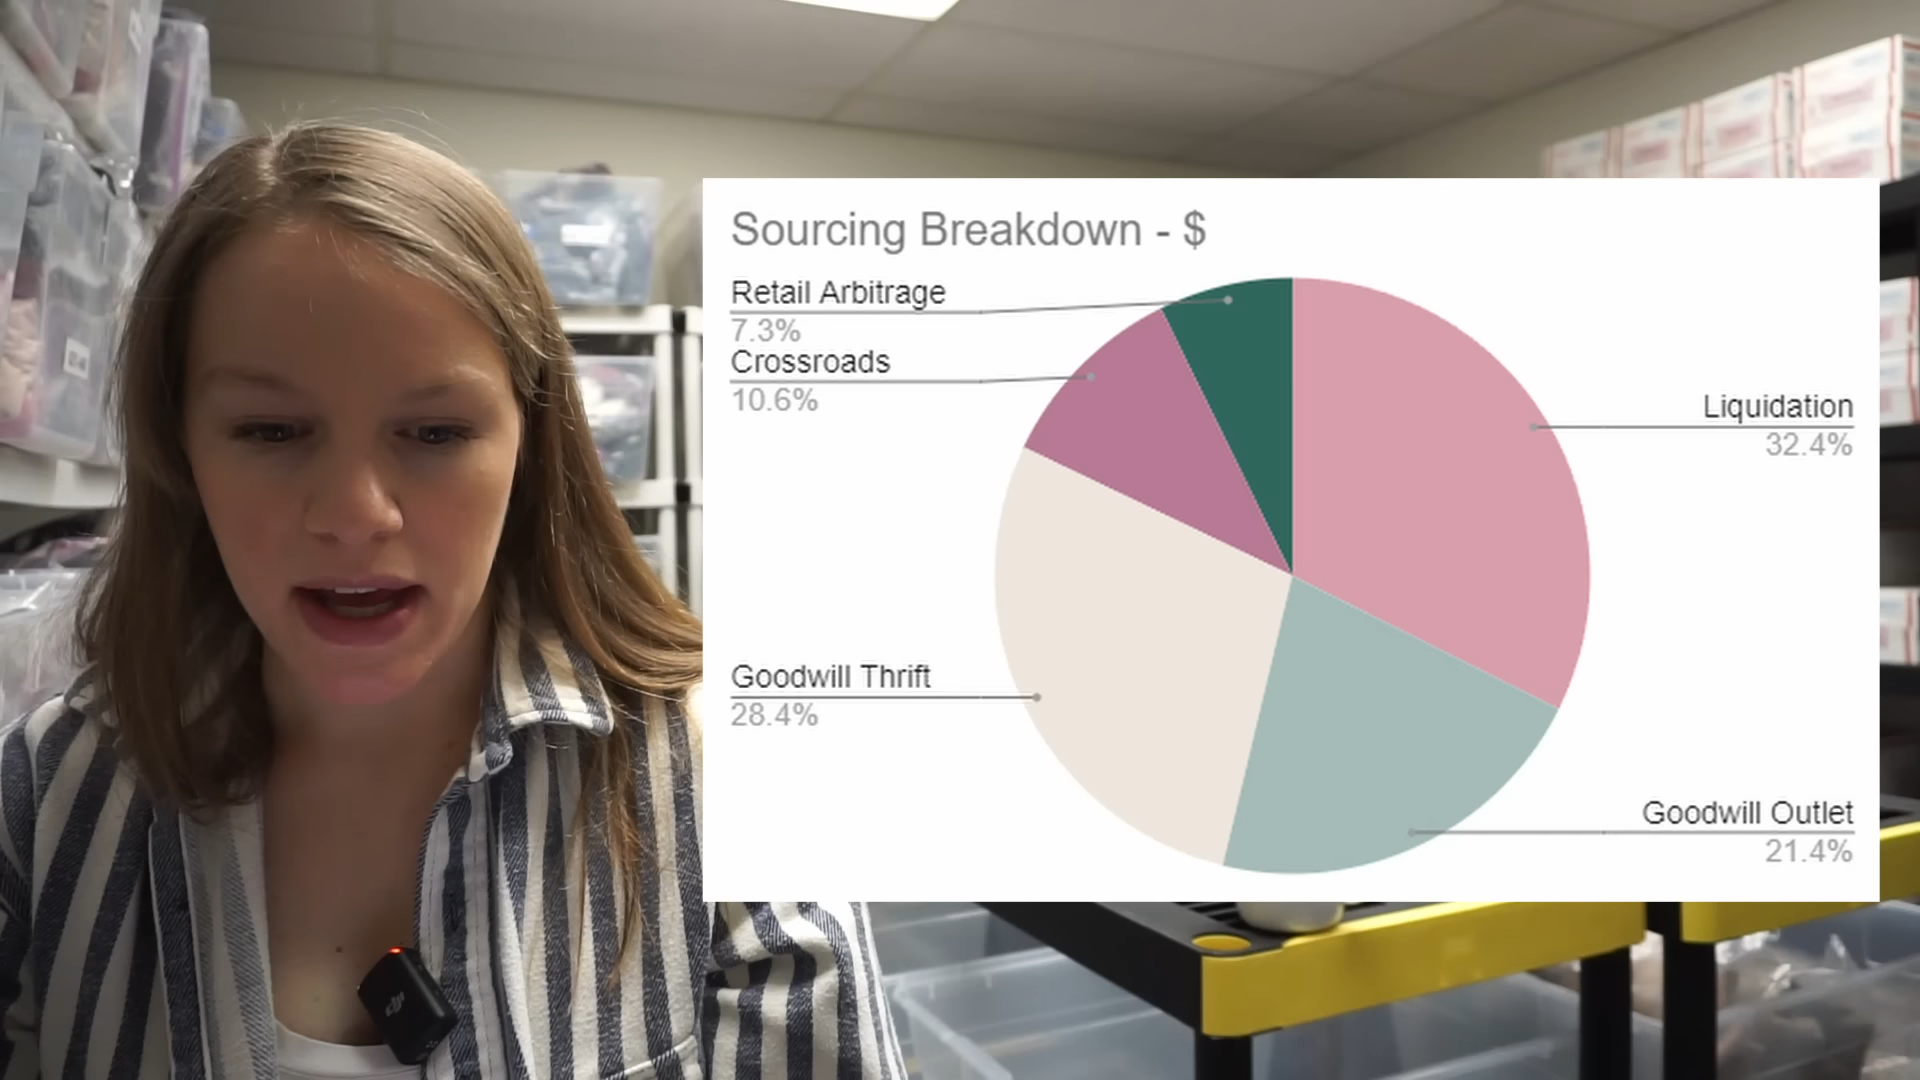 Sourcing Breakdown - $
Retail Arbitrage
7.3%
Crossroads
10.6%
Liquidation
32.4%
Goodwill Thrift
28.4%
Goodwill Outlet
21.4%
dji